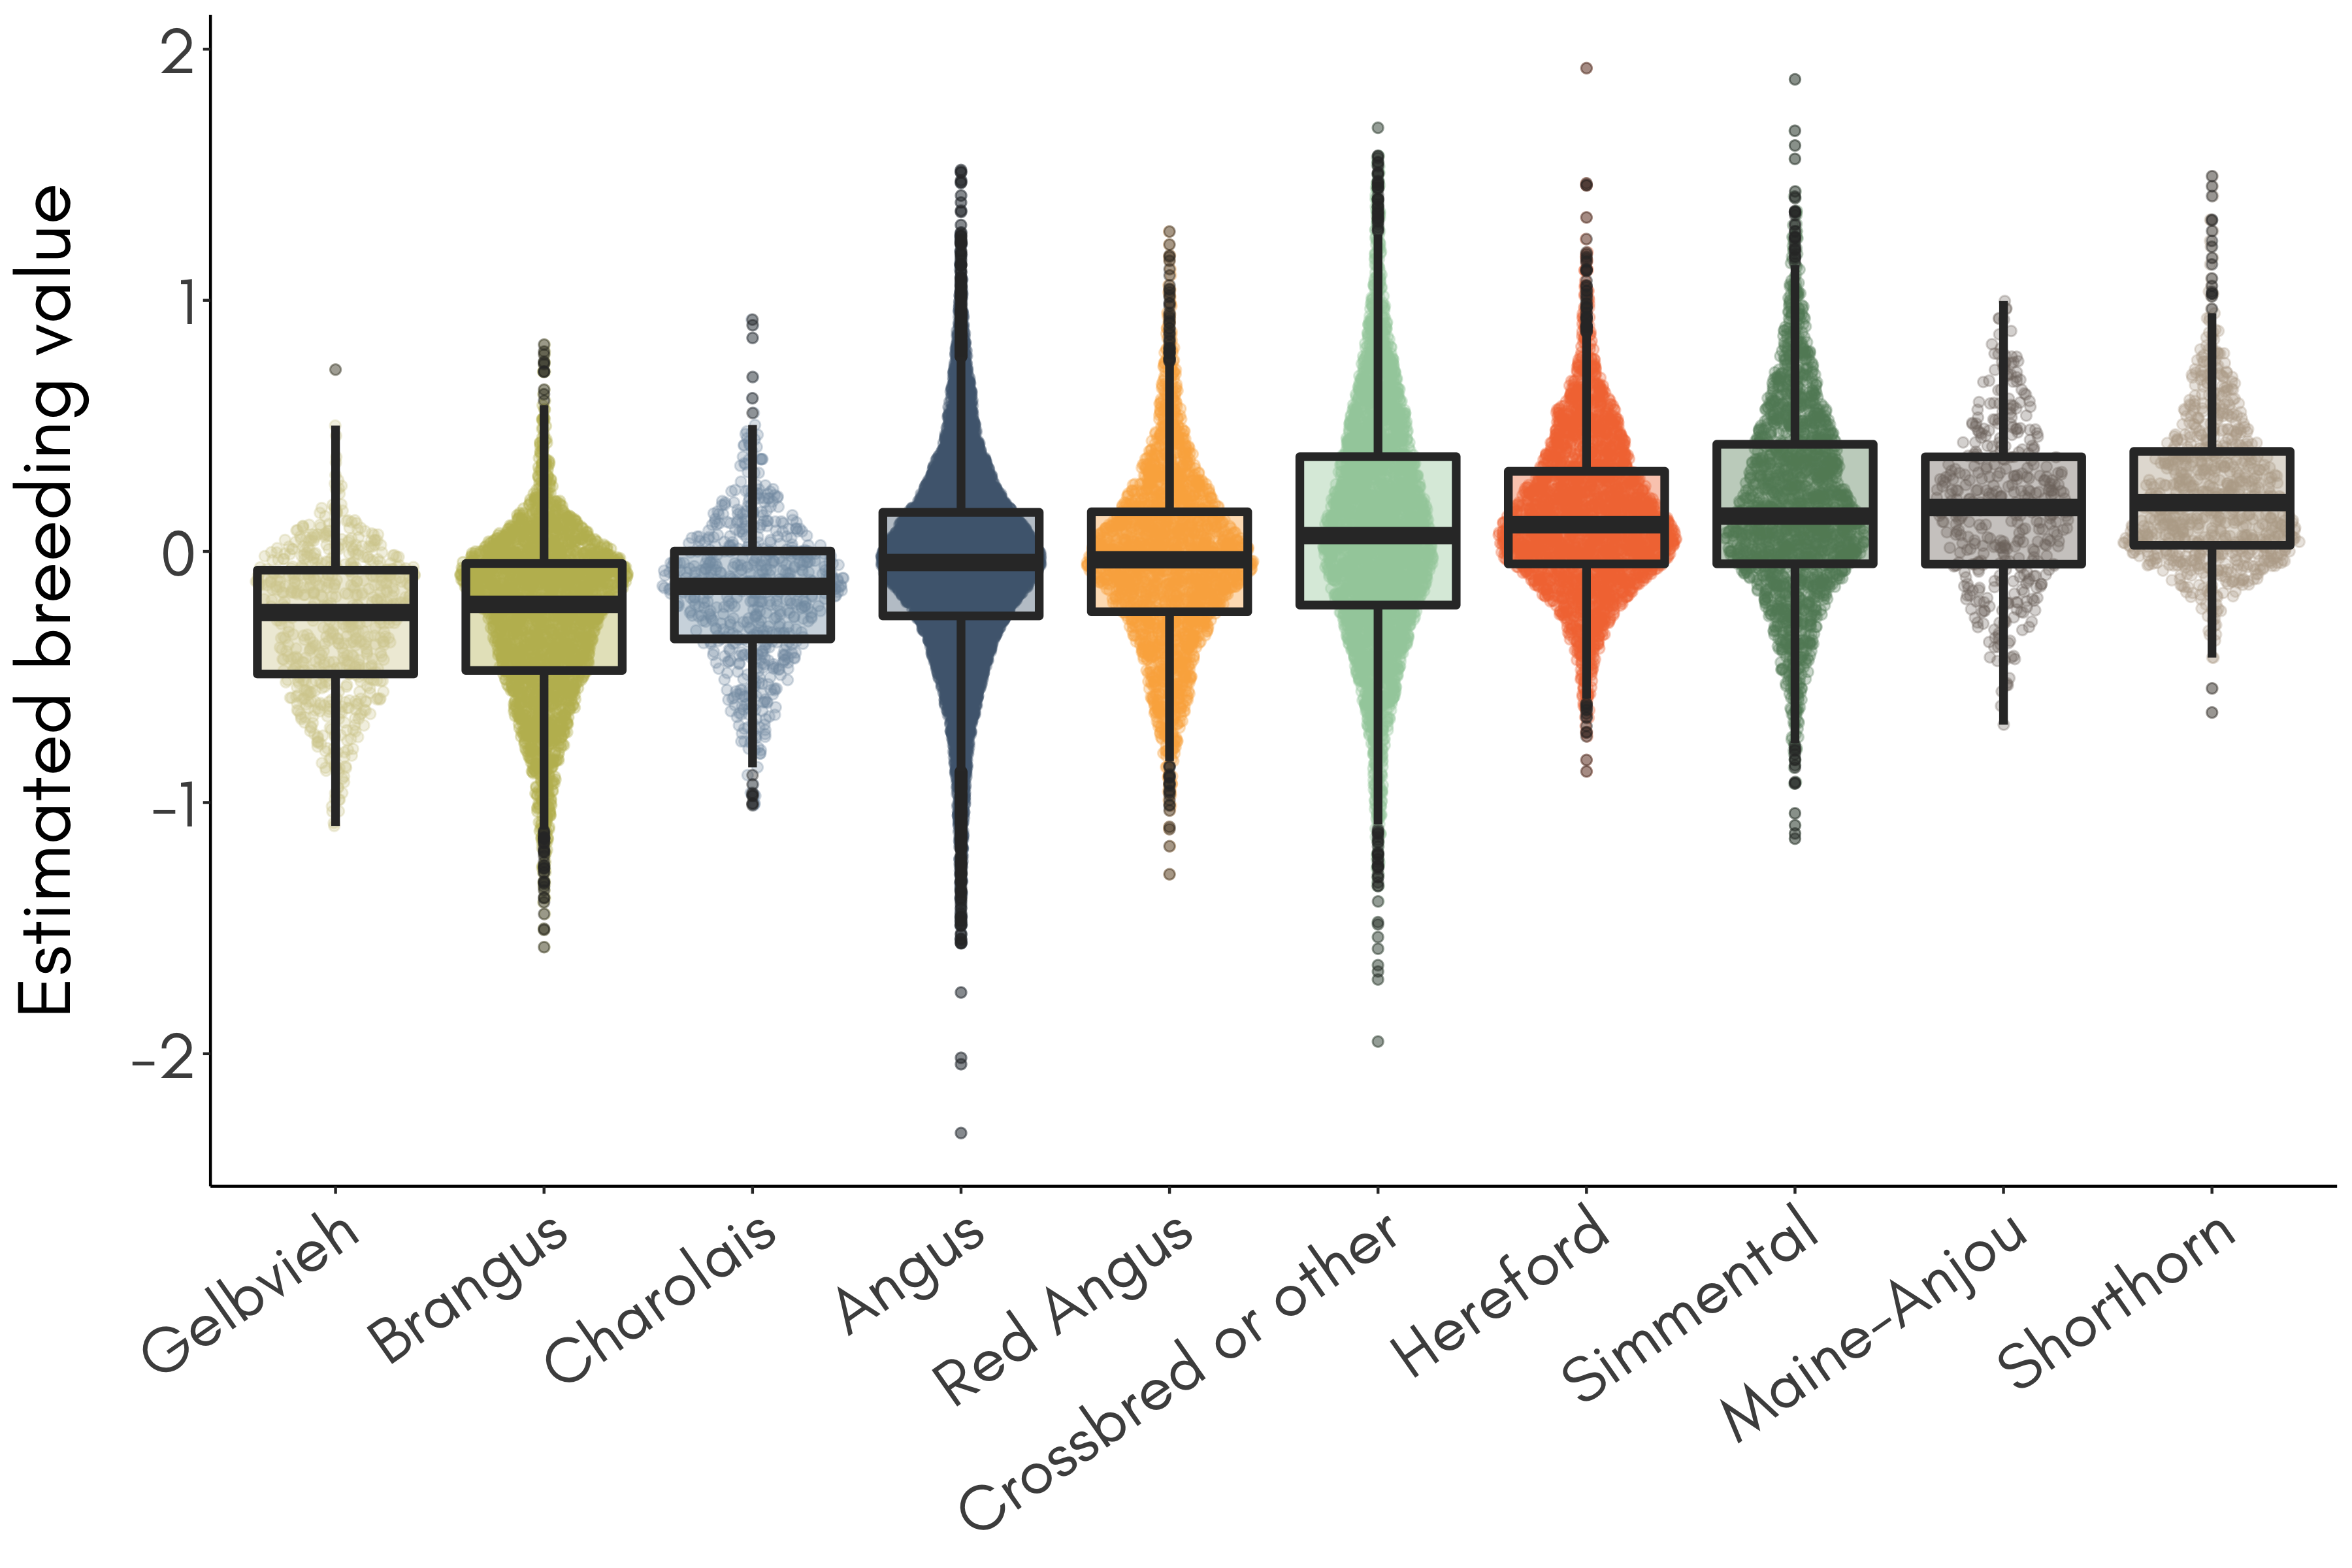 Estimated breeding value
2
1
0
-1
-2
Gelbvieh
Brangus
Charolais
Angus
Red Angus
Crossbred or other
Hereford
Simmental
Maine-Anjou
Shorthorn